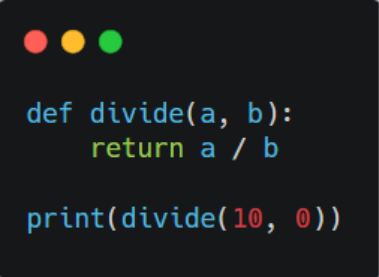 def divide(a, b):
    return a / b

print(divide(10, 0))